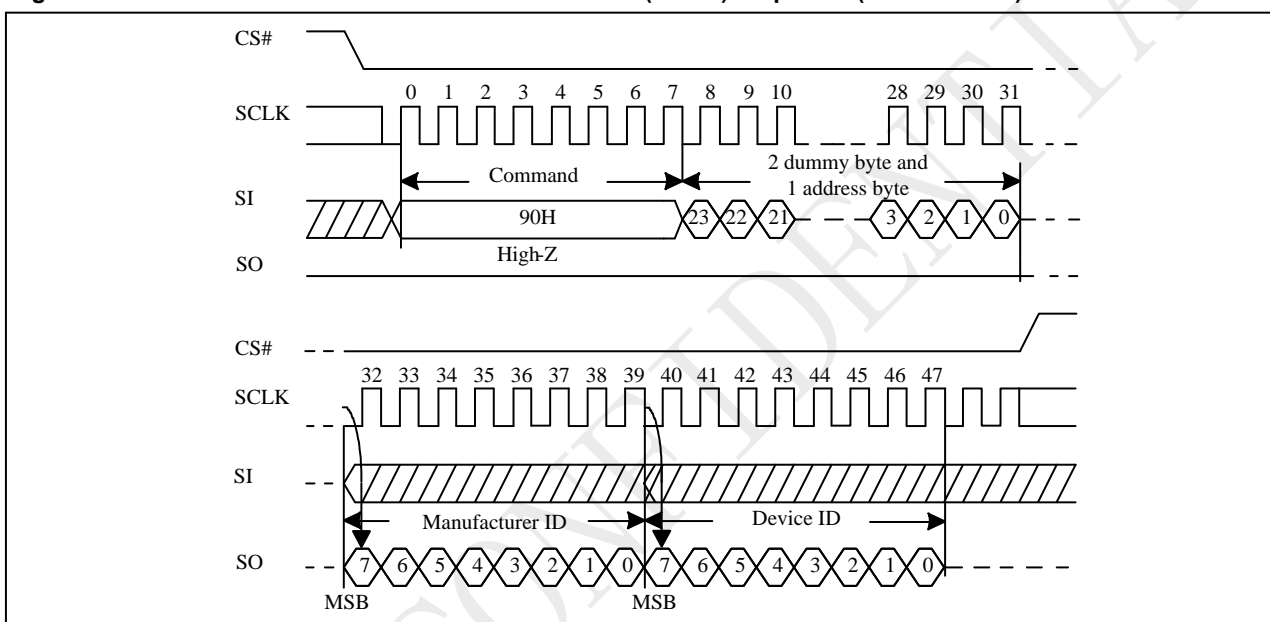 CS#
0 1 2 3 4 5 6 7 8 9 10 28 29 30 31
SCLK
Command
2 dummy byte and
1 address byte
SI
90H
23 22 21 3 2 1 0
High-Z
SO
CS#
32 33 34 35 36 37 38 39 40 41 42 43 44 45 46 47
SCLK
SI
Manufacturer ID
Device ID
SO
7 6 5 4 3 2 1 0 7 6 5 4 3 2 1 0
MSB
MSB